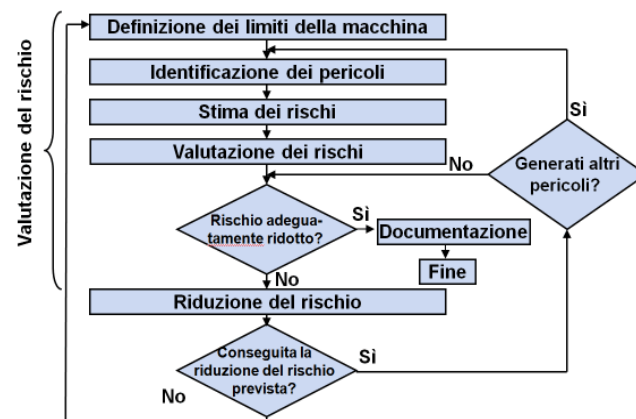 Valutazione del rischio
Definizione dei limiti della macchina
Identificazione dei pericoli
Stima dei rischi
Valutazione dei rischi
Sì
Generati altri
pericoli?
No
Rischio adegua-
tamente ridotto?
Sì
Documentazione
Fine
No
Riduzione del rischio
Conseguita la
riduzione del rischio
prevista?
Sì
No